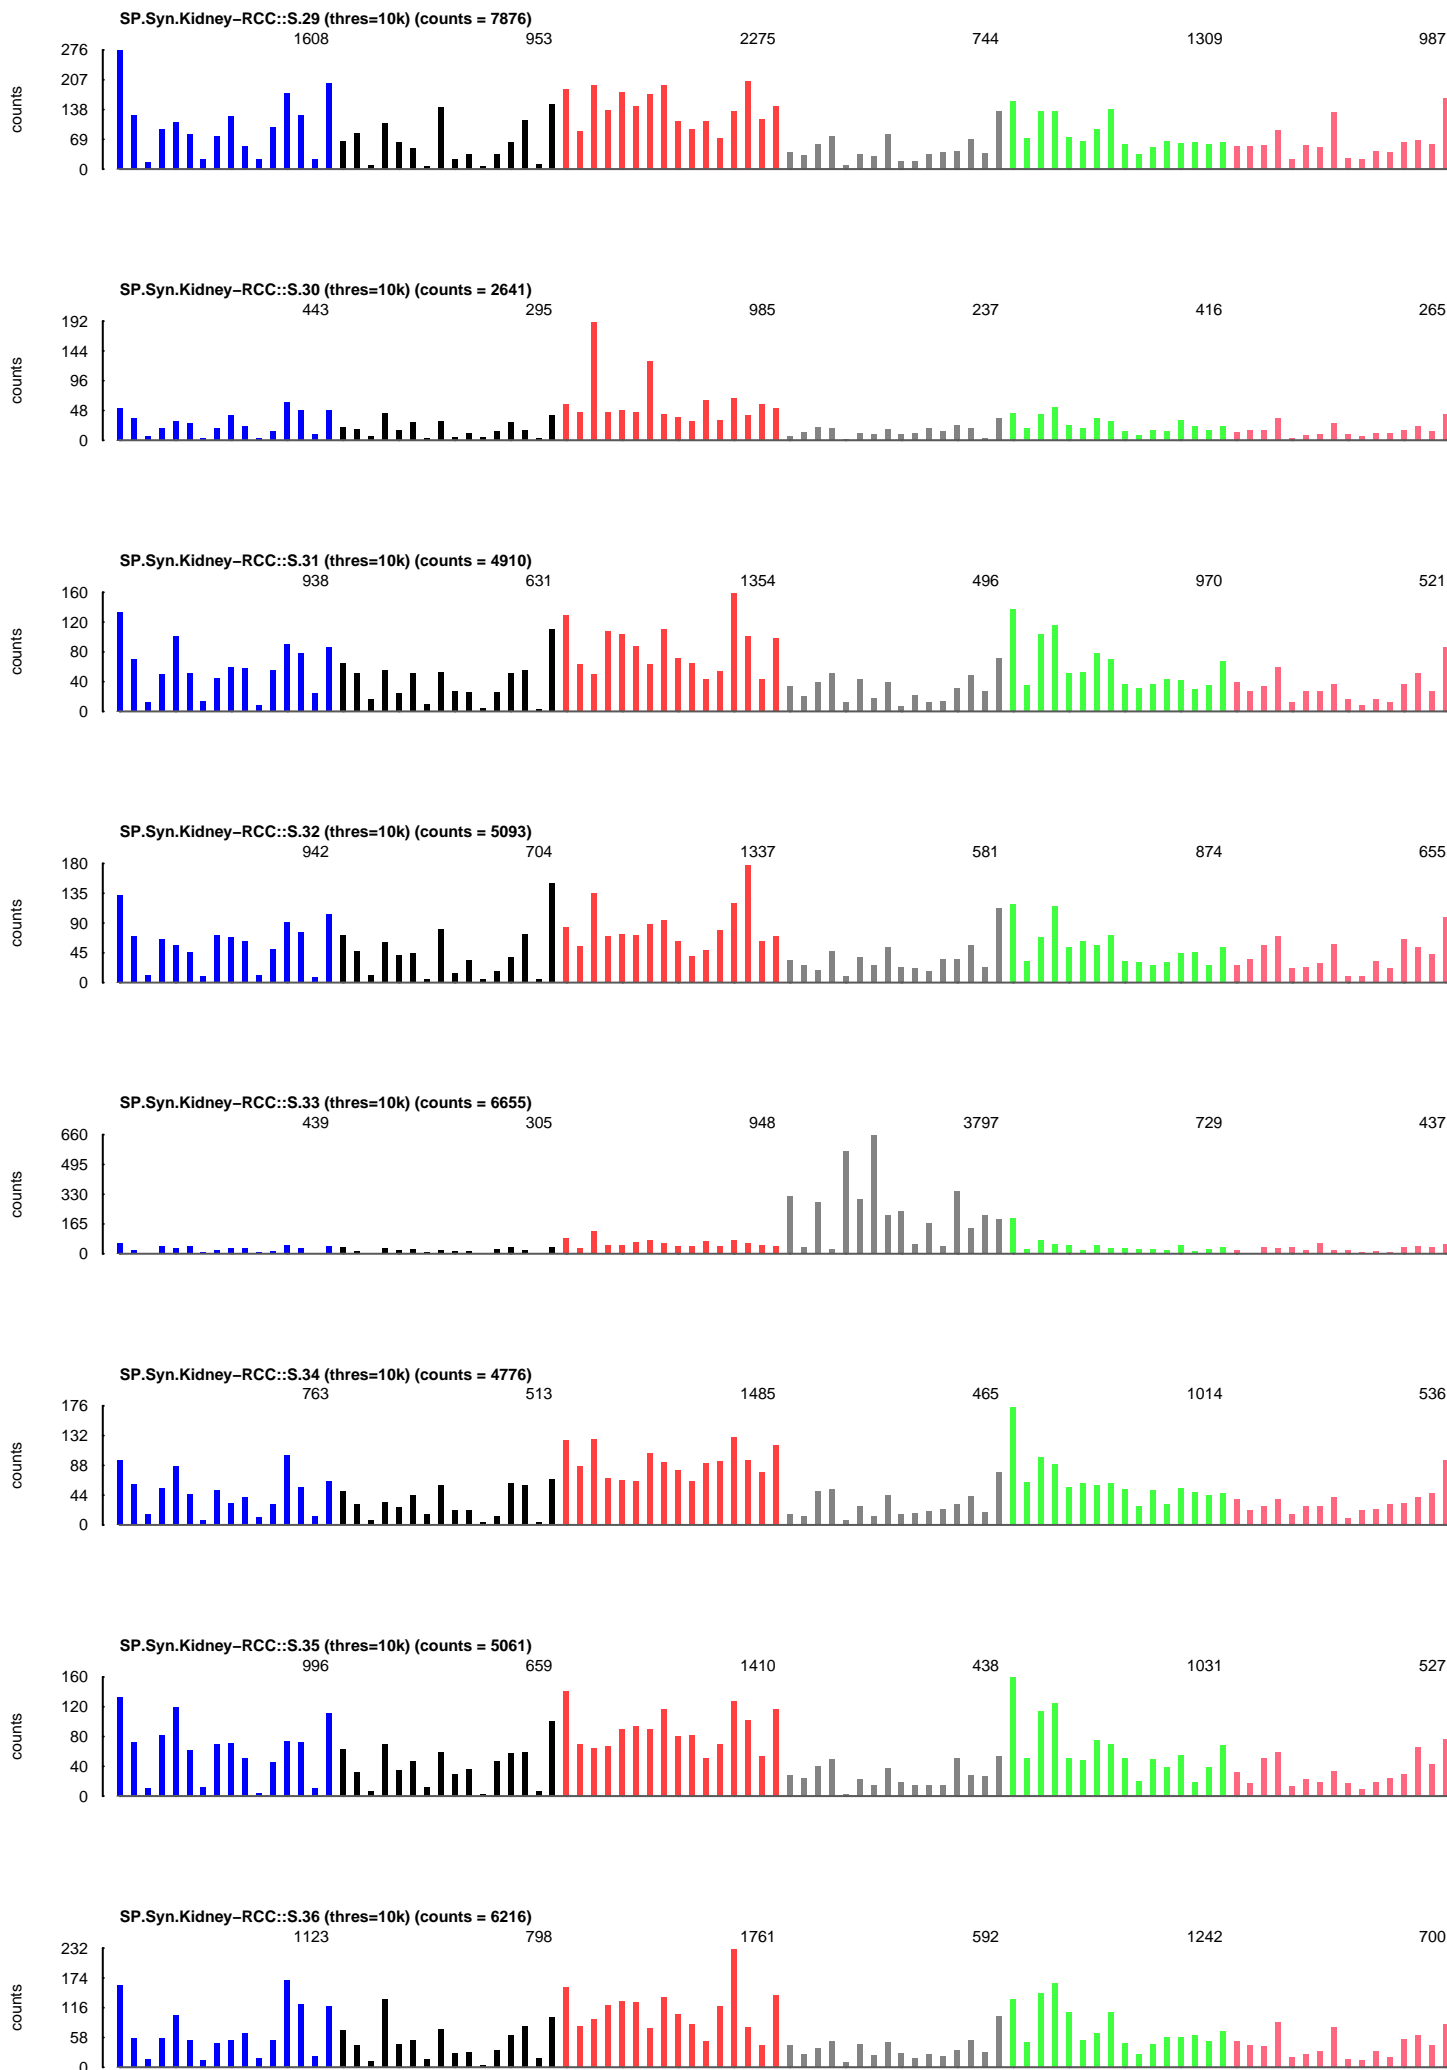 SP.Syn.Kidney−RCC::S.29 (thres=10k) (counts = 7876)
1608 953 2275 744 1309 987
276
207
138
69
0
counts
SP.Syn.Kidney−RCC::S.30 (thres=10k) (counts = 2641)
443 295 985 237 416 265
192
144
96
48
0
counts
SP.Syn.Kidney−RCC::S.31 (thres=10k) (counts = 4910)
938 631 1354 496 970 521
160
120
80
40
0
counts
SP.Syn.Kidney−RCC::S.32 (thres=10k) (counts = 5093)
942 704 1337 581 874 655
180
135
90
45
0
counts
SP.Syn.Kidney−RCC::S.33 (thres=10k) (counts = 6655)
439 305 948 3797 729 437
660
495
330
165
0
counts
SP.Syn.Kidney−RCC::S.34 (thres=10k) (counts = 4776)
763 513 1485 465 1014 536
176
132
88
44
0
counts
SP.Syn.Kidney−RCC::S.35 (thres=10k) (counts = 5061)
996 659 1410 438 1031 527
160
120
80
40
0
counts
SP.Syn.Kidney−RCC::S.36 (thres=10k) (counts = 6216)
1123 798 1761 592 1242 700
232
174
116
58
0
counts